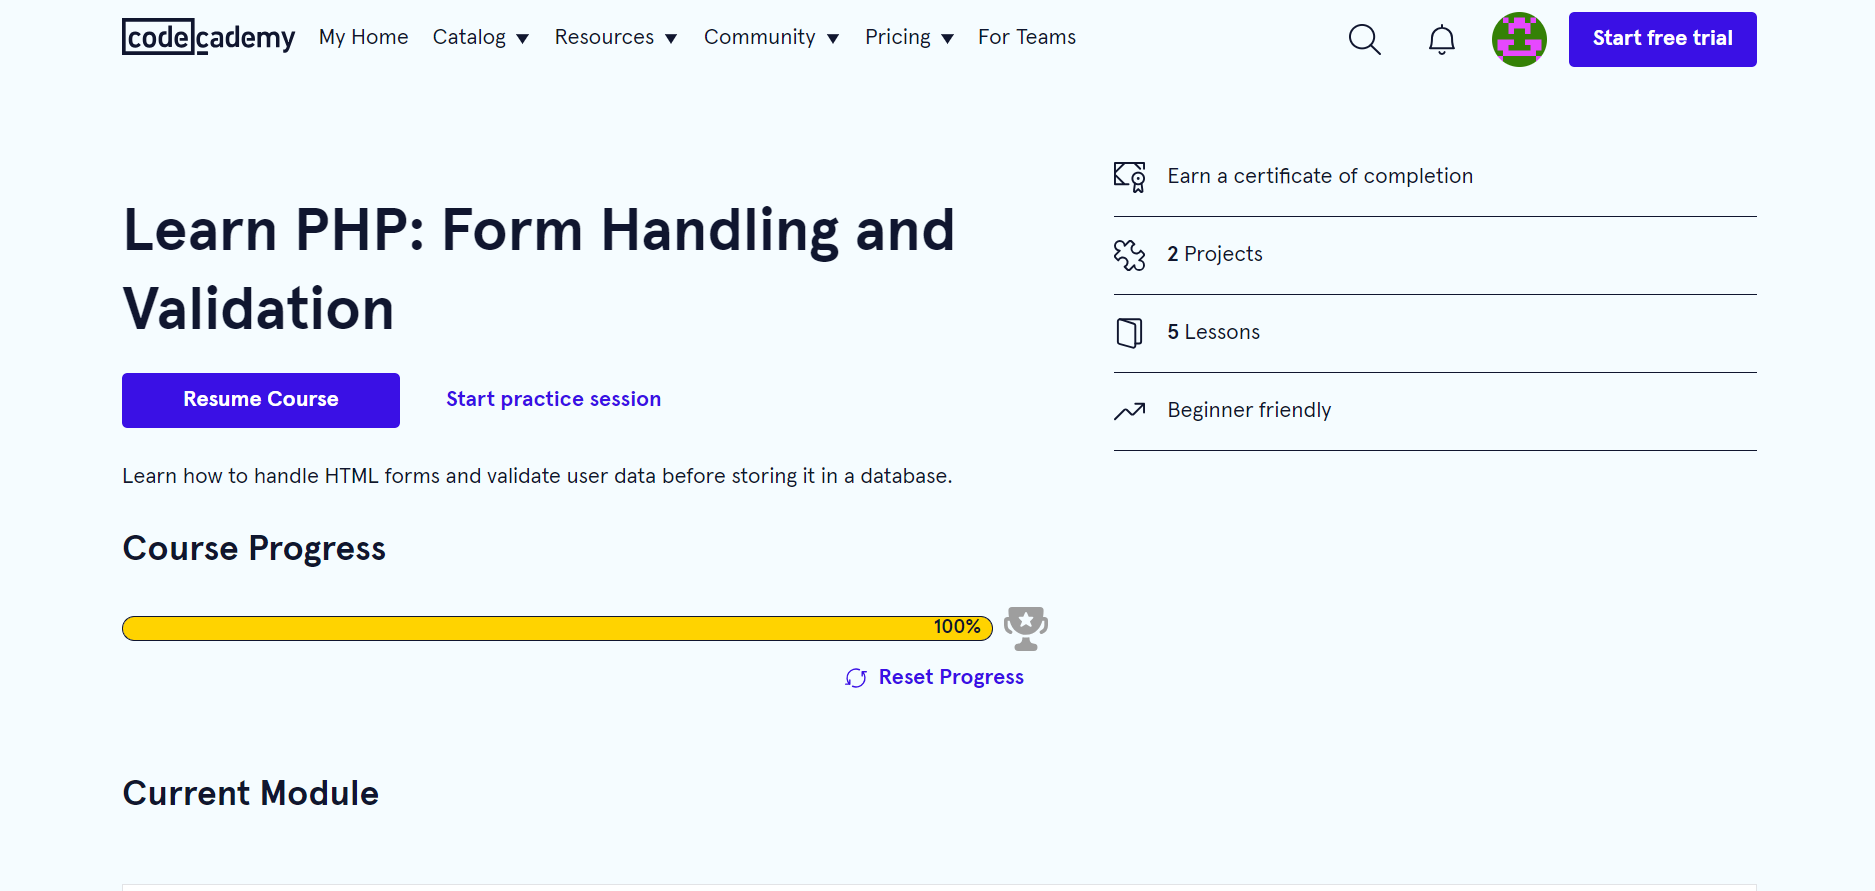 codecademy My Home Catalog Resources Community Pricing For Teams Start free trial
Learn PHP: Form Handling and
Validation
Resume Course Start practice session
Learn how to handle HTML forms and validate user data before storing it in a database.
Course Progress
100%
Reset Progress
Earn a certificate of completion
2 Projects
5 Lessons
Beginner friendly
Current Module